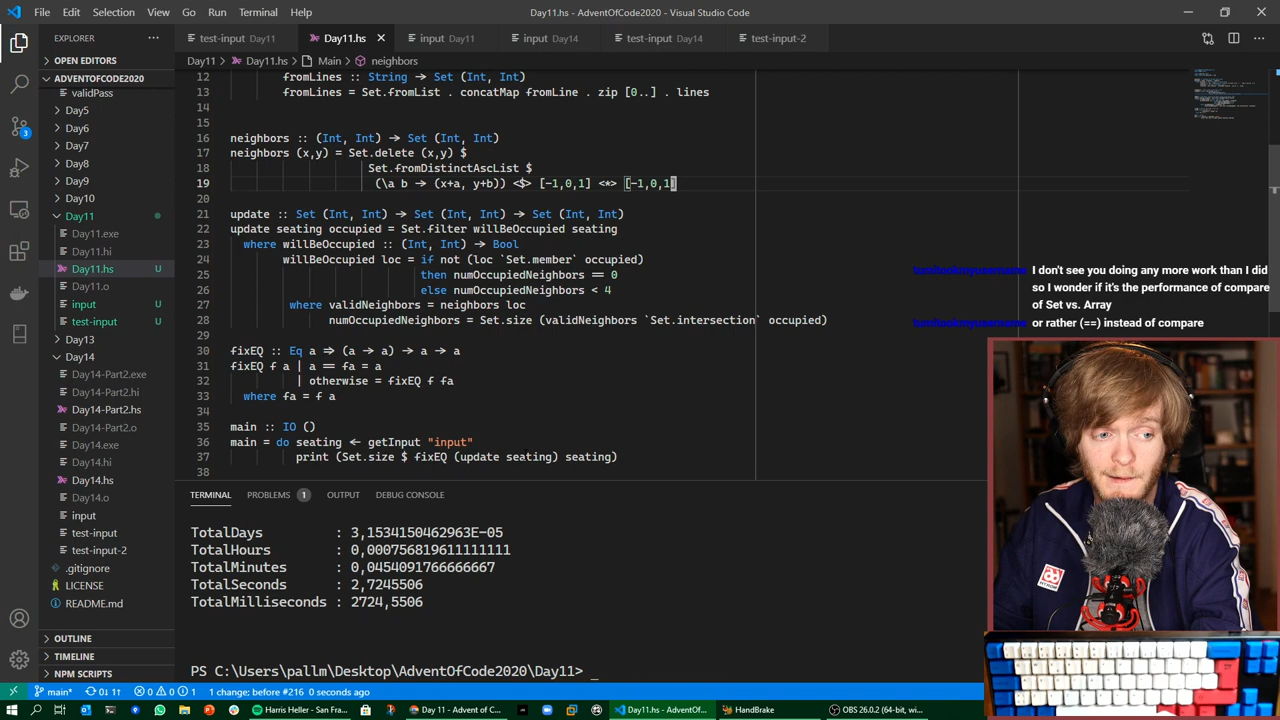 File Edit Selection View Go Run Terminal Help
Day11.hs - AdventOfCode2020 - Visual Studio Code
EXPLORER
test-input Day11
Day11.hs
input Day11
input Day14
test-input Day14
test-input-2
OPEN EDITORS
Day11 > Day11.hs > Main > neighbors
ADVENTOFCODE2020
validPass
Day5
Day6
Day7
Day8
Day9
Day10
Day11
Day11.exe
Day11.hi
Day11.hs U
Day11.o
input U
test-input U
Day13
Day14
Day14-Part2.exe
Day14-Part2.hi
Day14-Part2.hs
Day14-Part2.o
Day14.exe
Day14.hi
Day14.hs
Day14.o
input
test-input
test-input-2
.gitignore
LICENSE
README.md
OUTLINE
TIMELINE
NPM SCRIPTS
12 fromLines :: String → Set (Int, Int)
13 fromLines = Set.fromList . concatMap fromLine . zip [0..] . lines
14
15
16 neighbors :: (Int, Int) → Set (Int, Int)
17 neighbors (x,y) = Set.delete (x,y) $
18 Set.fromDistinctAscList $
19 (\a b → (x+a, y+b)) <$> [-1,0,1] <*> [-1,0,1]
20
21 update :: Set (Int, Int) → Set (Int, Int) → Set (Int, Int)
22 update seating occupied = Set.filter willBeOccupied seating
23 where willBeOccupied :: (Int, Int) → Bool
24 willBeOccupied loc = if not (loc `Set.member` occupied)
25 then numOccupiedNeighbors == 0
26 else numOccupiedNeighbors < 4
27 where validNeighbors = neighbors loc
28 numOccupiedNeighbors = Set.size (validNeighbors `Set.intersection` occupied)
29
30 fixEQ :: Eq a ⇒ (a → a) → a → a
31 fixEQ f a | a == fa = a
32 | otherwise = fixEQ f fa
33 where fa = f a
34
35 main :: IO ()
36 main = do seating ← getInput "input"
37 print (Set.size $ fixEQ (update seating) seating)
38
I don't see you doing any more work than I did
so I wonder if it's the performance of compare
of Set vs. Array
or rather (==) instead of compare
TERMINAL PROBLEMS 1 OUTPUT DEBUG CONSOLE
TotalDays : 3,1534150462963E-05
TotalHours : 0,000756819611111111
TotalMinutes : 0,0454090176666667
TotalSeconds : 2,7245506
TotalMilliseconds : 2724,5506
PS C:\Users\pallm\Desktop\AdventOfCode2020\Day11> _
3
main* 0↓ 1↑ 0 0 1 1 change; before #216 0 seconds ago
Harris Heller - San Fra...
Day 11 - Advent of C...
Day11.hs - AdventOf...
HandBrake
OBS 26.0.2 (64-bit, w...